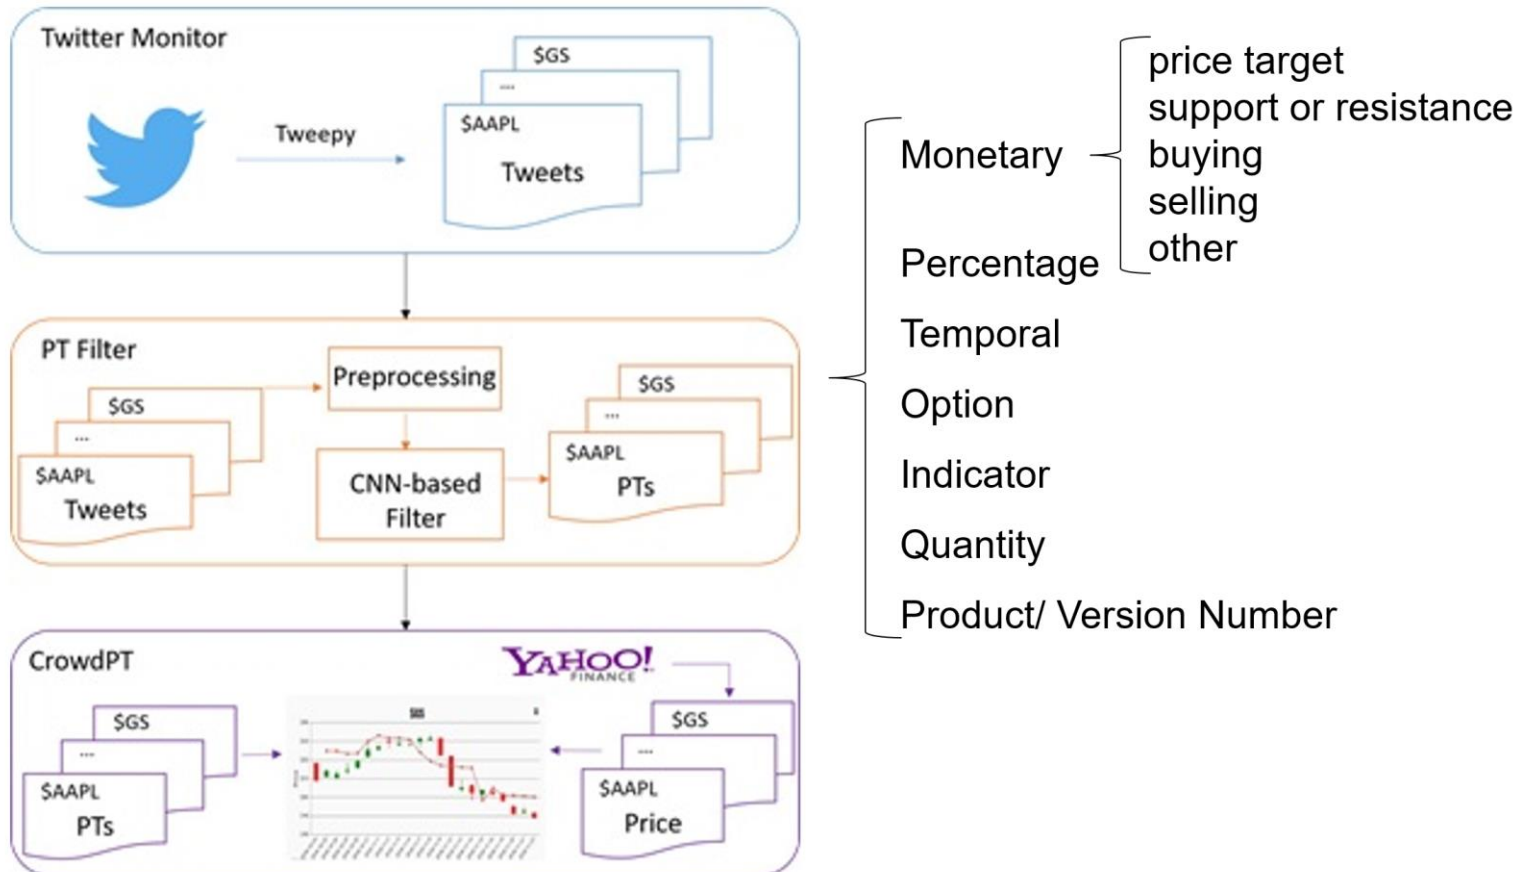 Twitter Monitor
Tweepy
$GS
...
$AAPL
Tweets
PT Filter
$GS
...
$AAPL
Tweets
Preprocessing
CNN-based
Filter
$GS
...
$AAPL
PTs
CrowdPT
$GS
...
$AAPL
PTs
YAHOO!
FINANCE
$GS
...
$AAPL
Price
Monetary
price target
support or resistance
buying
selling
other
Percentage
Temporal
Option
Indicator
Quantity
Product/ Version Number